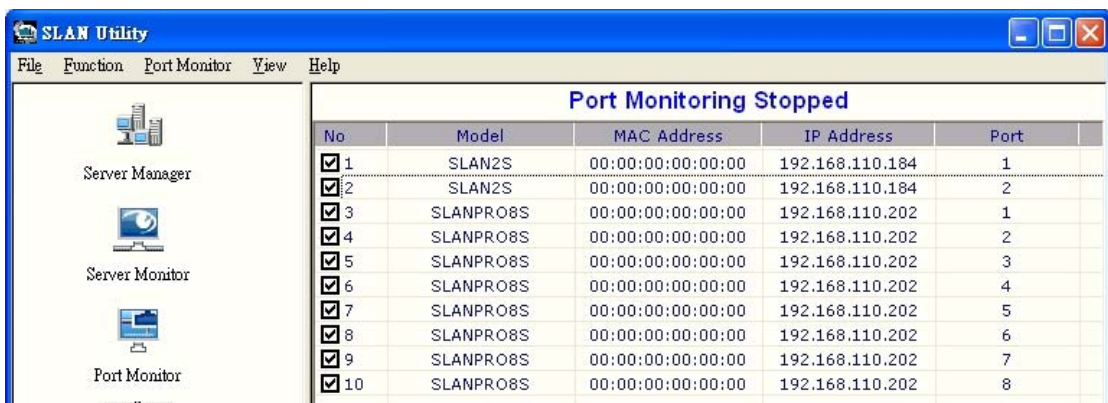 SLAN Utility
File Function Port Monitor View Help
Server Manager
Server Monitor
Port Monitor
Port Monitoring Stopped
No Model MAC Address IP Address Port
1 SLAN2S 00:00:00:00:00:00 192.168.110.184 1
2 SLAN2S 00:00:00:00:00:00 192.168.110.184 2
3 SLANPRO8S 00:00:00:00:00:00 192.168.110.202 1
4 SLANPRO8S 00:00:00:00:00:00 192.168.110.202 2
5 SLANPRO8S 00:00:00:00:00:00 192.168.110.202 3
6 SLANPRO8S 00:00:00:00:00:00 192.168.110.202 4
7 SLANPRO8S 00:00:00:00:00:00 192.168.110.202 5
8 SLANPRO8S 00:00:00:00:00:00 192.168.110.202 6
9 SLANPRO8S 00:00:00:00:00:00 192.168.110.202 7
10 SLANPRO8S 00:00:00:00:00:00 192.168.110.202 8